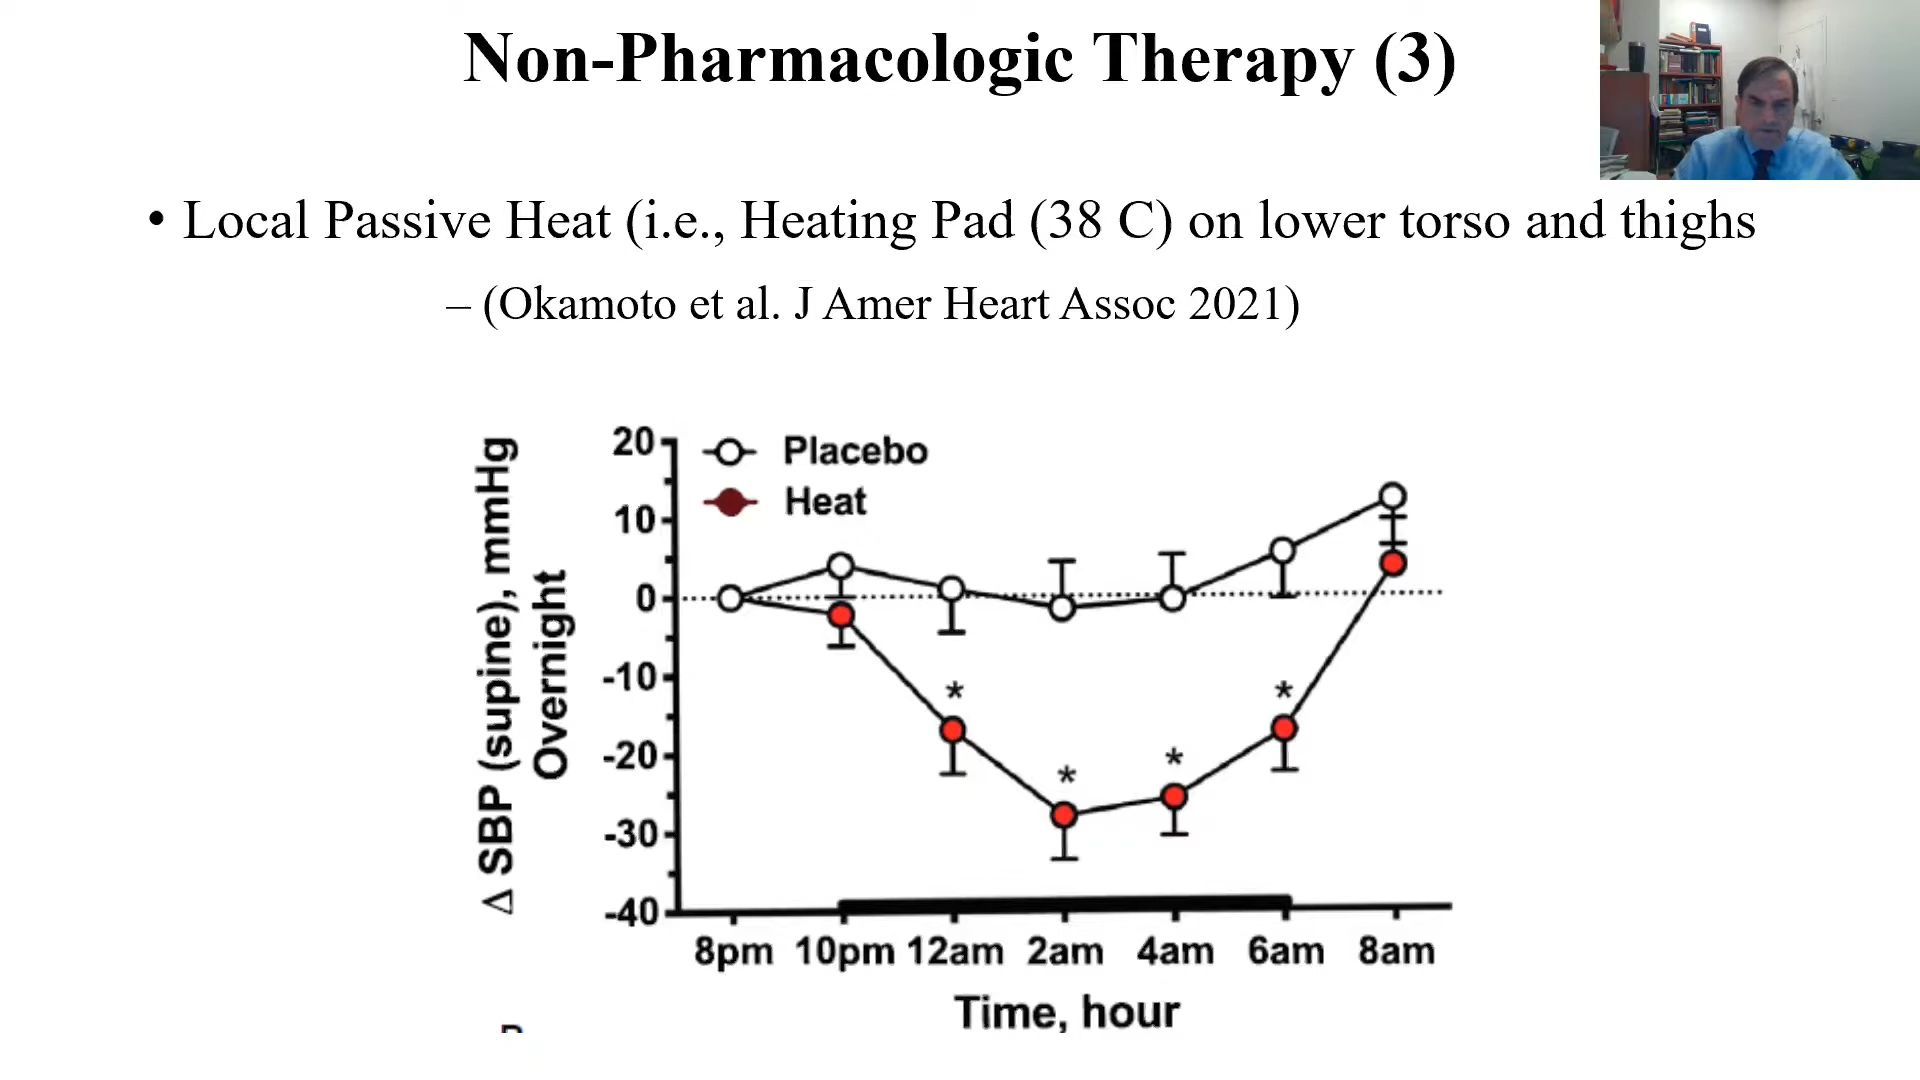 Non-Pharmacologic Therapy (3)
• Local Passive Heat (i.e., Heating Pad (38 C) on lower torso and thighs
– (Okamoto et al. J Amer Heart Assoc 2021)
Δ SBP (supine), mmHg
Overnight
20
10
0
-10
-20
-30
-40
Placebo
Heat
*
*
*
*
8pm 10pm 12am 2am 4am 6am 8am
Time, hour